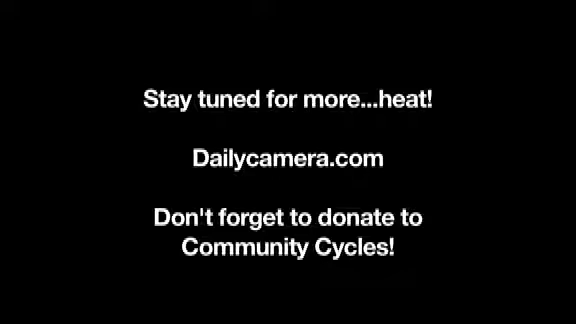 Stay tuned for more...heat!
Dailycamera.com
Don't forget to donate to
Community Cycles!